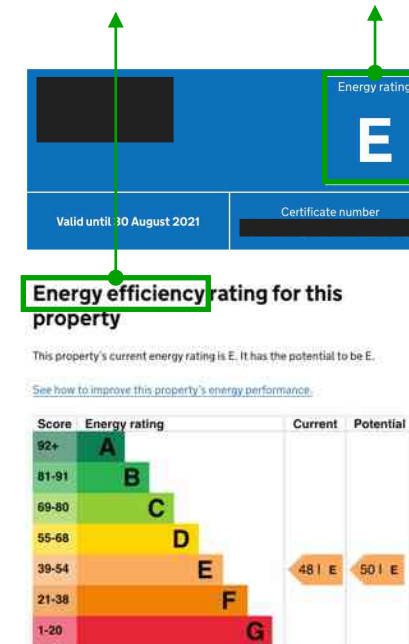 Energy rating
E
Valid until 30 August 2021
Certificate number
Energy efficiency rating for this
property
This property's current energy rating is E. It has the potential to be E.
See how to improve this property's energy performance.
Score Energy rating Current Potential
92+ A
81-91 B
69-80 C
55-68 D
39-54 E 48 | E 50 | E
21-38 F
1-20 G